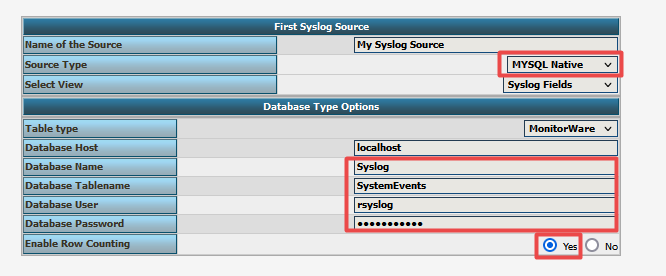 First Syslog Source
Name of the Source My Syslog Source
Source Type MYSQL Native
Select View Syslog Fields
Database Type Options
Table type MonitorWare
Database Host localhost
Database Name Syslog
Database Tablename SystemEvents
Database User rsyslog
Database Password ●●●●●●●●●●●
Enable Row Counting Yes No